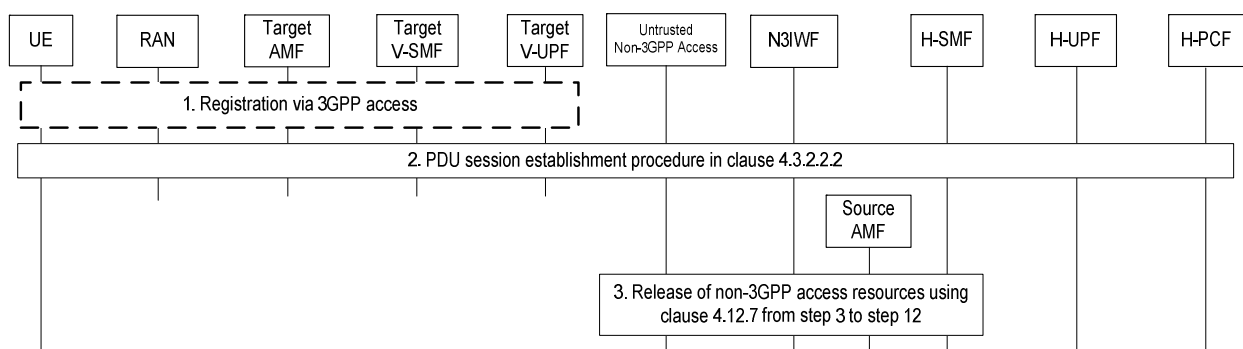 UE
RAN
Target
AMF
Target
V-SMF
Target
V-UPF
Untrusted
Non-3GPP Access
N3IWF
H-SMF
H-UPF
H-PCF
1. Registration via 3GPP access
2. PDU session establishment procedure in clause 4.3.2.2.2
Source
AMF
3. Release of non-3GPP access resources using
clause 4.12.7 from step 3 to step 12